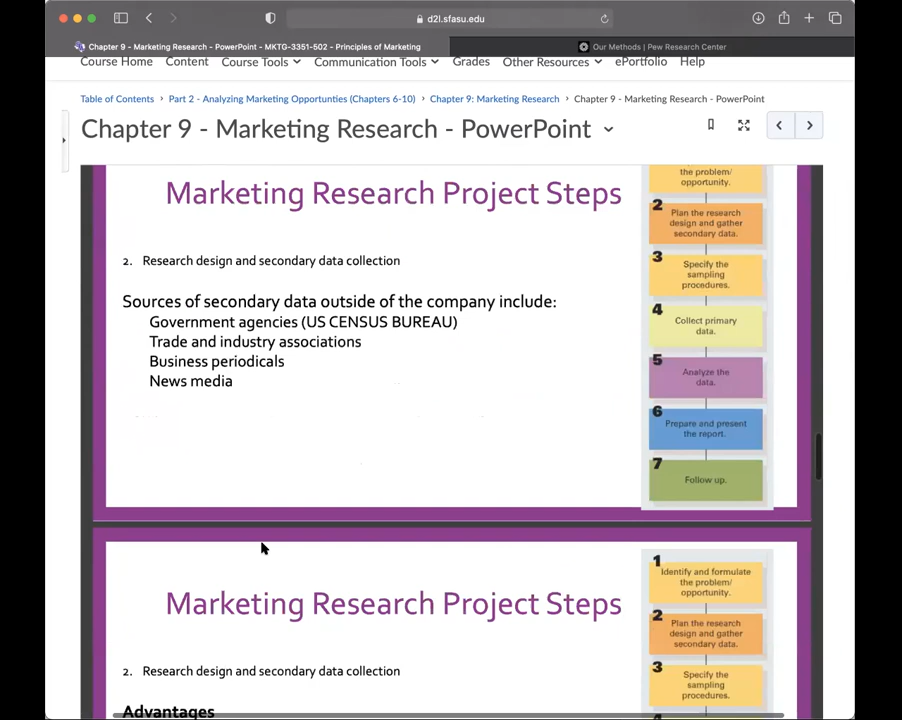 d2l.sfasu.edu
Chapter 9 - Marketing Research - PowerPoint - MKTG-3351-502 - Principles of Marketing
Our Methods | Pew Research Center
Course Home Content Course Tools Communication Tools Grades Other Resources ePortfolio Help
Table of Contents › Part 2 - Analyzing Marketing Opportunties (Chapters 6-10) › Chapter 9: Marketing Research › Chapter 9 - Marketing Research - PowerPoint
Chapter 9 - Marketing Research - PowerPoint
Marketing Research Project Steps
2. Research design and secondary data collection
Sources of secondary data outside of the company include:
Government agencies (US CENSUS BUREAU)
Trade and industry associations
Business periodicals
News media
the problem/
opportunity.
2
Plan the research
design and gather
secondary data.
3
Specify the
sampling
procedures.
4
Collect primary
data.
5
Analyze the
data.
6
Prepare and present
the report.
7
Follow up.
Marketing Research Project Steps
2. Research design and secondary data collection
Advantages
1
Identify and formulate
the problem/
opportunity.
2
Plan the research
design and gather
secondary data.
3
Specify the
sampling
procedures.